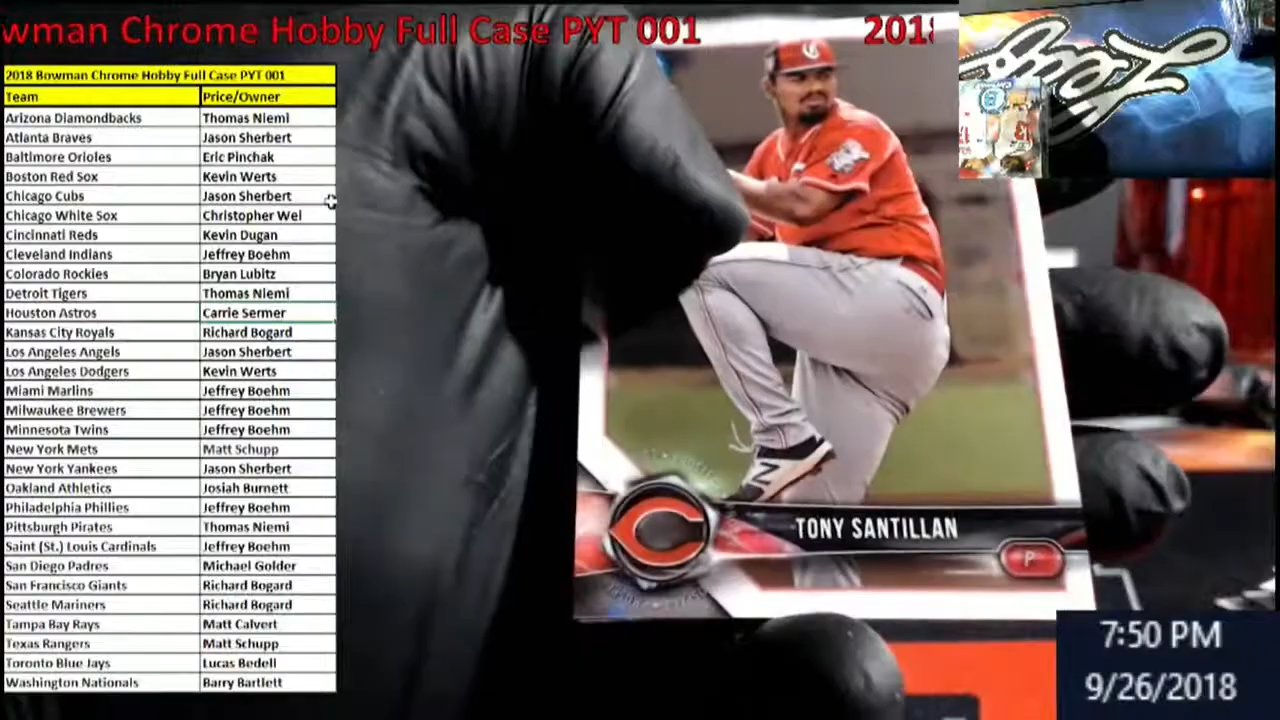 wman Chrome Hobby Full Case PYT 001 201
2018 Bowman Chrome Hobby Full Case PYT 001
Team Price/Owner
Arizona Diamondbacks Thomas Niemi
Atlanta Braves Jason Sherbert
Baltimore Orioles Eric Pinchak
Boston Red Sox Kevin Werts
Chicago Cubs Jason Sherbert
Chicago White Sox Christopher Wel
Cincinnati Reds Kevin Dugan
Cleveland Indians Jeffrey Boehm
Colorado Rockies Bryan Lubitz
Detroit Tigers Thomas Niemi
Houston Astros Carrie Sermer
Kansas City Royals Richard Bogard
Los Angeles Angels Jason Sherbert
Los Angeles Dodgers Kevin Werts
Miami Marlins Jeffrey Boehm
Milwaukee Brewers Jeffrey Boehm
Minnesota Twins Jeffrey Boehm
New York Mets Matt Schupp
New York Yankees Jason Sherbert
Oakland Athletics Josiah Burnett
Philadelphia Phillies Jeffrey Boehm
Pittsburgh Pirates Thomas Niemi
Saint (St.) Louis Cardinals Jeffrey Boehm
San Diego Padres Michael Golder
San Francisco Giants Richard Bogard
Seattle Mariners Richard Bogard
Tampa Bay Rays Matt Calvert
Texas Rangers Matt Schupp
Toronto Blue Jays Lucas Bedell
Washington Nationals Barry Bartlett
C
TONY SANTILLAN
P
7:50 PM
9/26/2018